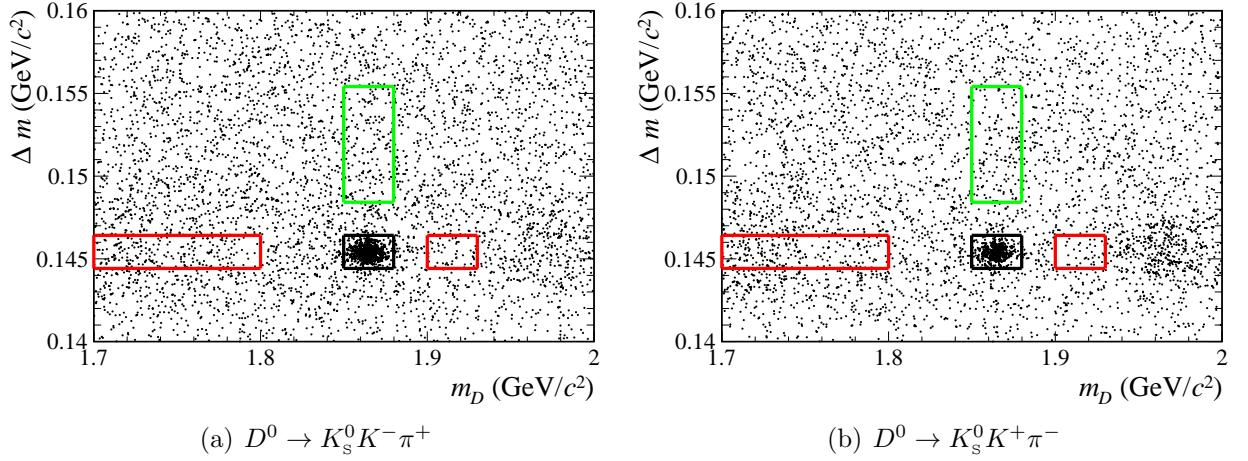 Δ m (GeV/c²)
0.16
0.155
0.15
0.145
0.14
1.7 1.8 1.9 2
m_D (GeV/c²)
(a) D⁰ → K_S⁰K⁻π⁺
Δ m (GeV/c²)
0.16
0.155
0.15
0.145
0.14
1.7 1.8 1.9 2
m_D (GeV/c²)
(b) D⁰ → K_S⁰K⁺π⁻